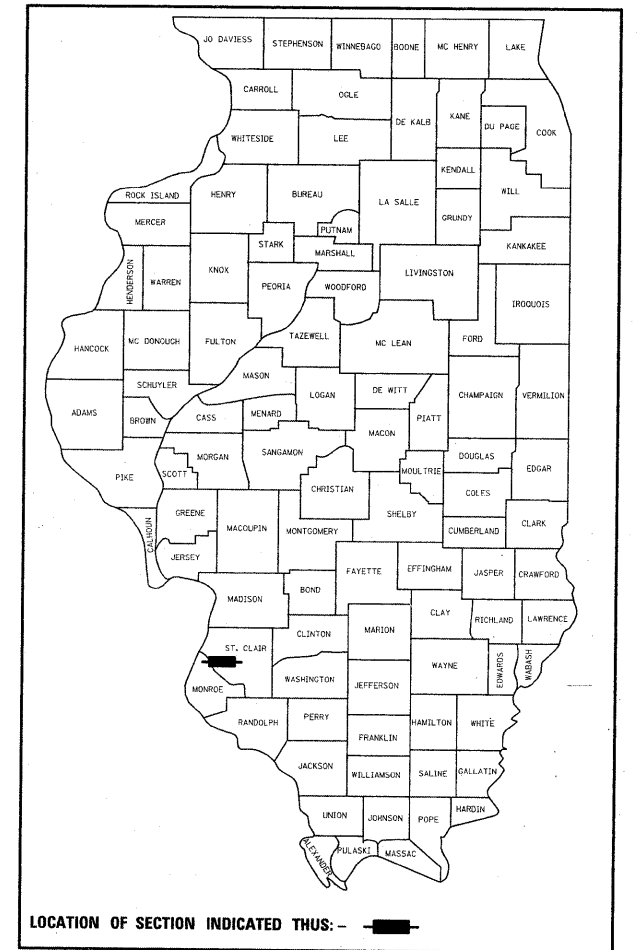 JO DAVIESS STEPHENSON WINNEBAGO BOONE MC HENRY LAKE
CARROLL OGLE DE KALB KANE DU PAGE COOK
WHITESIDE LEE KENDALL WILL
ROCK ISLAND HENRY BUREAU LA SALLE GRUNDY
MERCER PUTNAM KANKAKEE
STARK MARSHALL
HENDERSON WARREN KNOX PEORIA WOODFORD LIVINGSTON IROQUOIS
HANCOCK MC DONOUGH FULTON TAZEWELL MC LEAN FORD
MASON
SCHUYLER LOGAN DE WITT CHAMPAIGN VERMILION
ADAMS BROWN CASS MENARD PIATT
MACON
MORGAN SANGAMON DOUGLAS EDGAR
PIKE SCOTT MOULTRIE
CHRISTIAN COLES
GREENE MACOUPIN MONTGOMERY SHELBY CUMBERLAND CLARK
CALHOUN
JERSEY FAYETTE EFFINGHAM JASPER CRAWFORD
MADISON BOND
CLAY RICHLAND LAWRENCE
CLINTON MARION
ST. CLAIR WAYNE EDWARDS WABASH
WASHINGTON JEFFERSON
MONROE
RANDOLPH PERRY HAMILTON WHITE
FRANKLIN
JACKSON WILLIAMSON SALINE GALLATIN
UNION JOHNSON POPE HARDIN
ALEXANDER PULASKI MASSAC
LOCATION OF SECTION INDICATED THUS: –